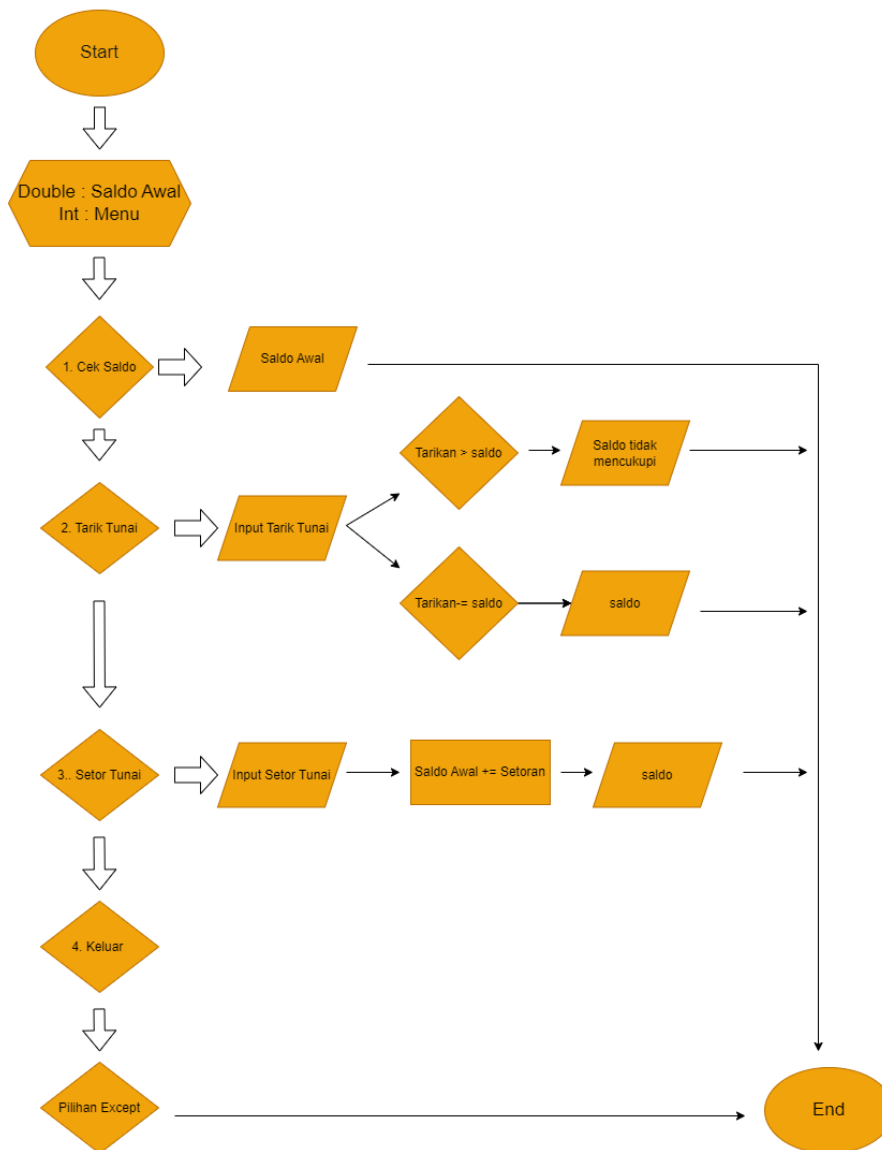 Start
Double : Saldo Awal
Int : Menu
1. Cek Saldo
Saldo Awal
Tarikan > saldo
Saldo tidak
mencukupi
2. Tarik Tunai
Input Tarik Tunai
Tarikan-= saldo
saldo
3.. Setor Tunai
Input Setor Tunai
Saldo Awal += Setoran
saldo
4. Keluar
Pilihan Except
End